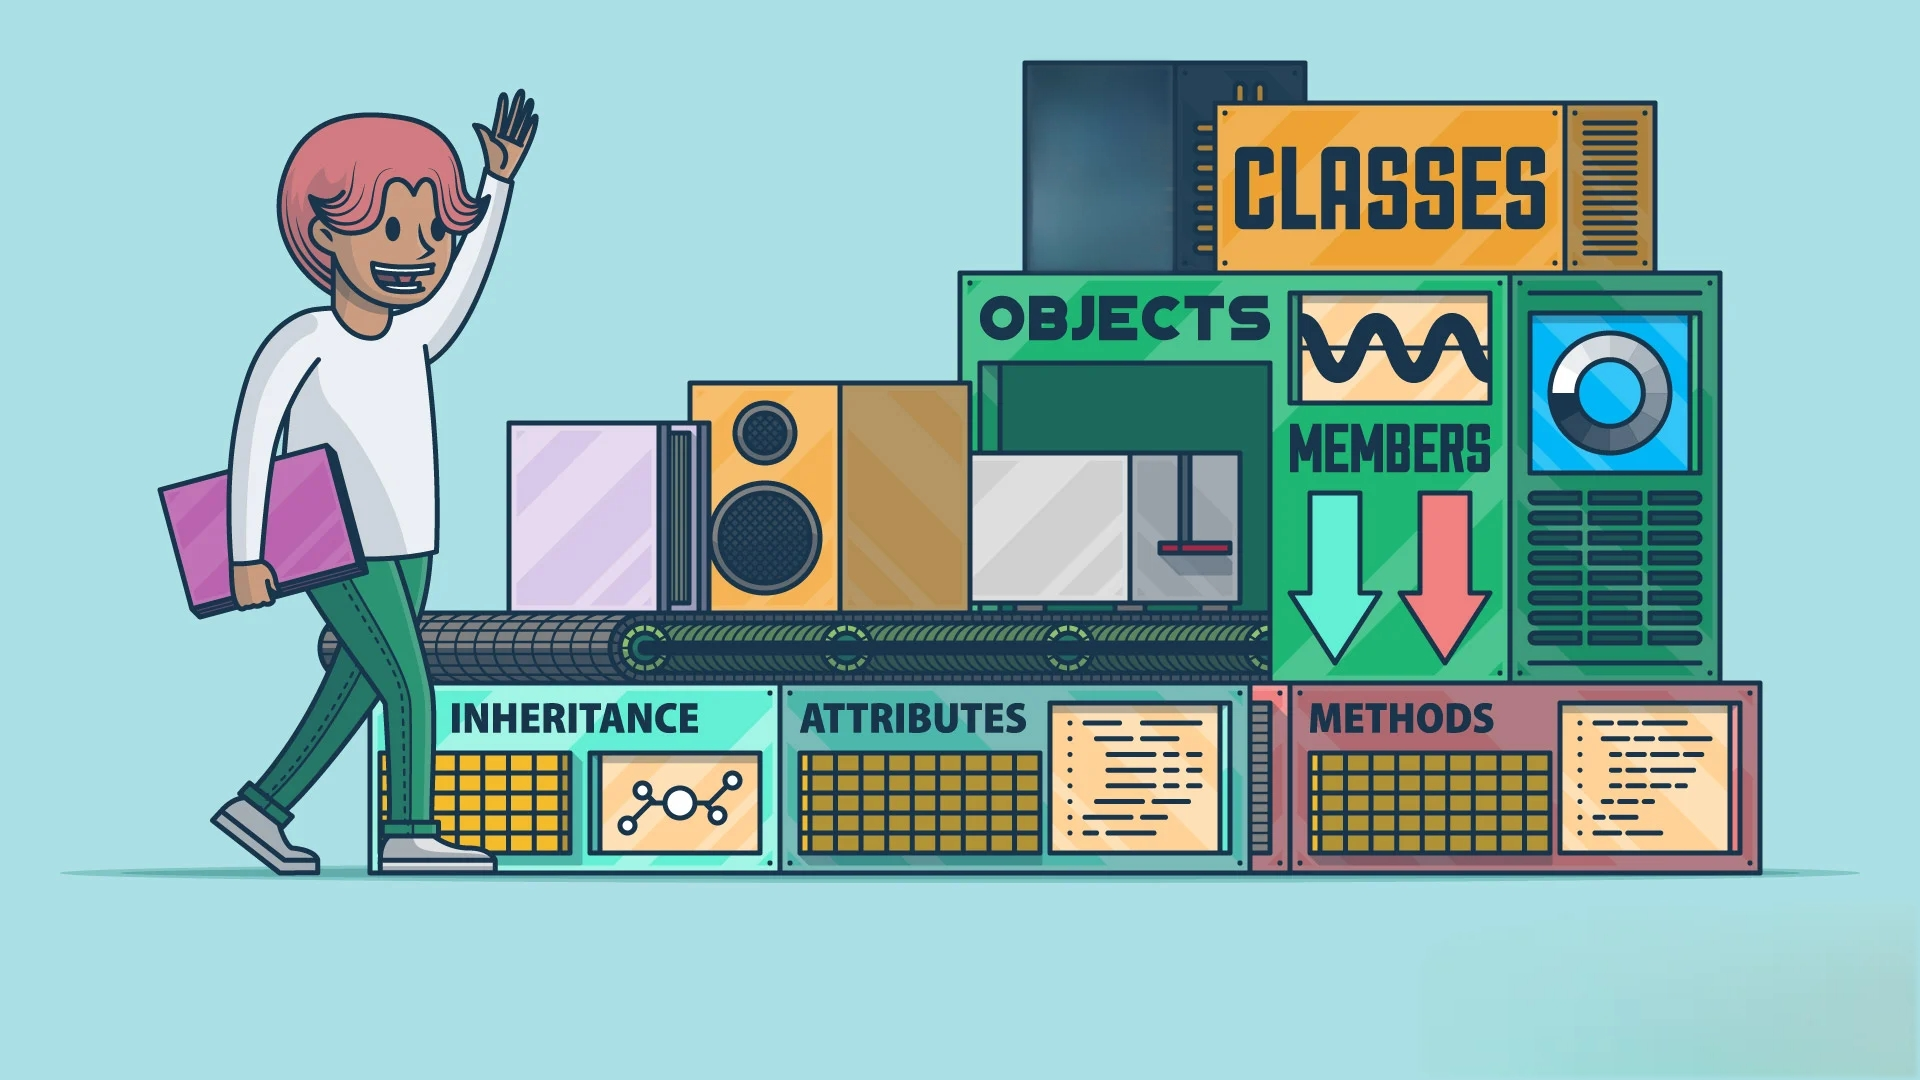 CLASSES
OBJECTS
MEMBERS
INHERITANCE
ATTRIBUTES
METHODS